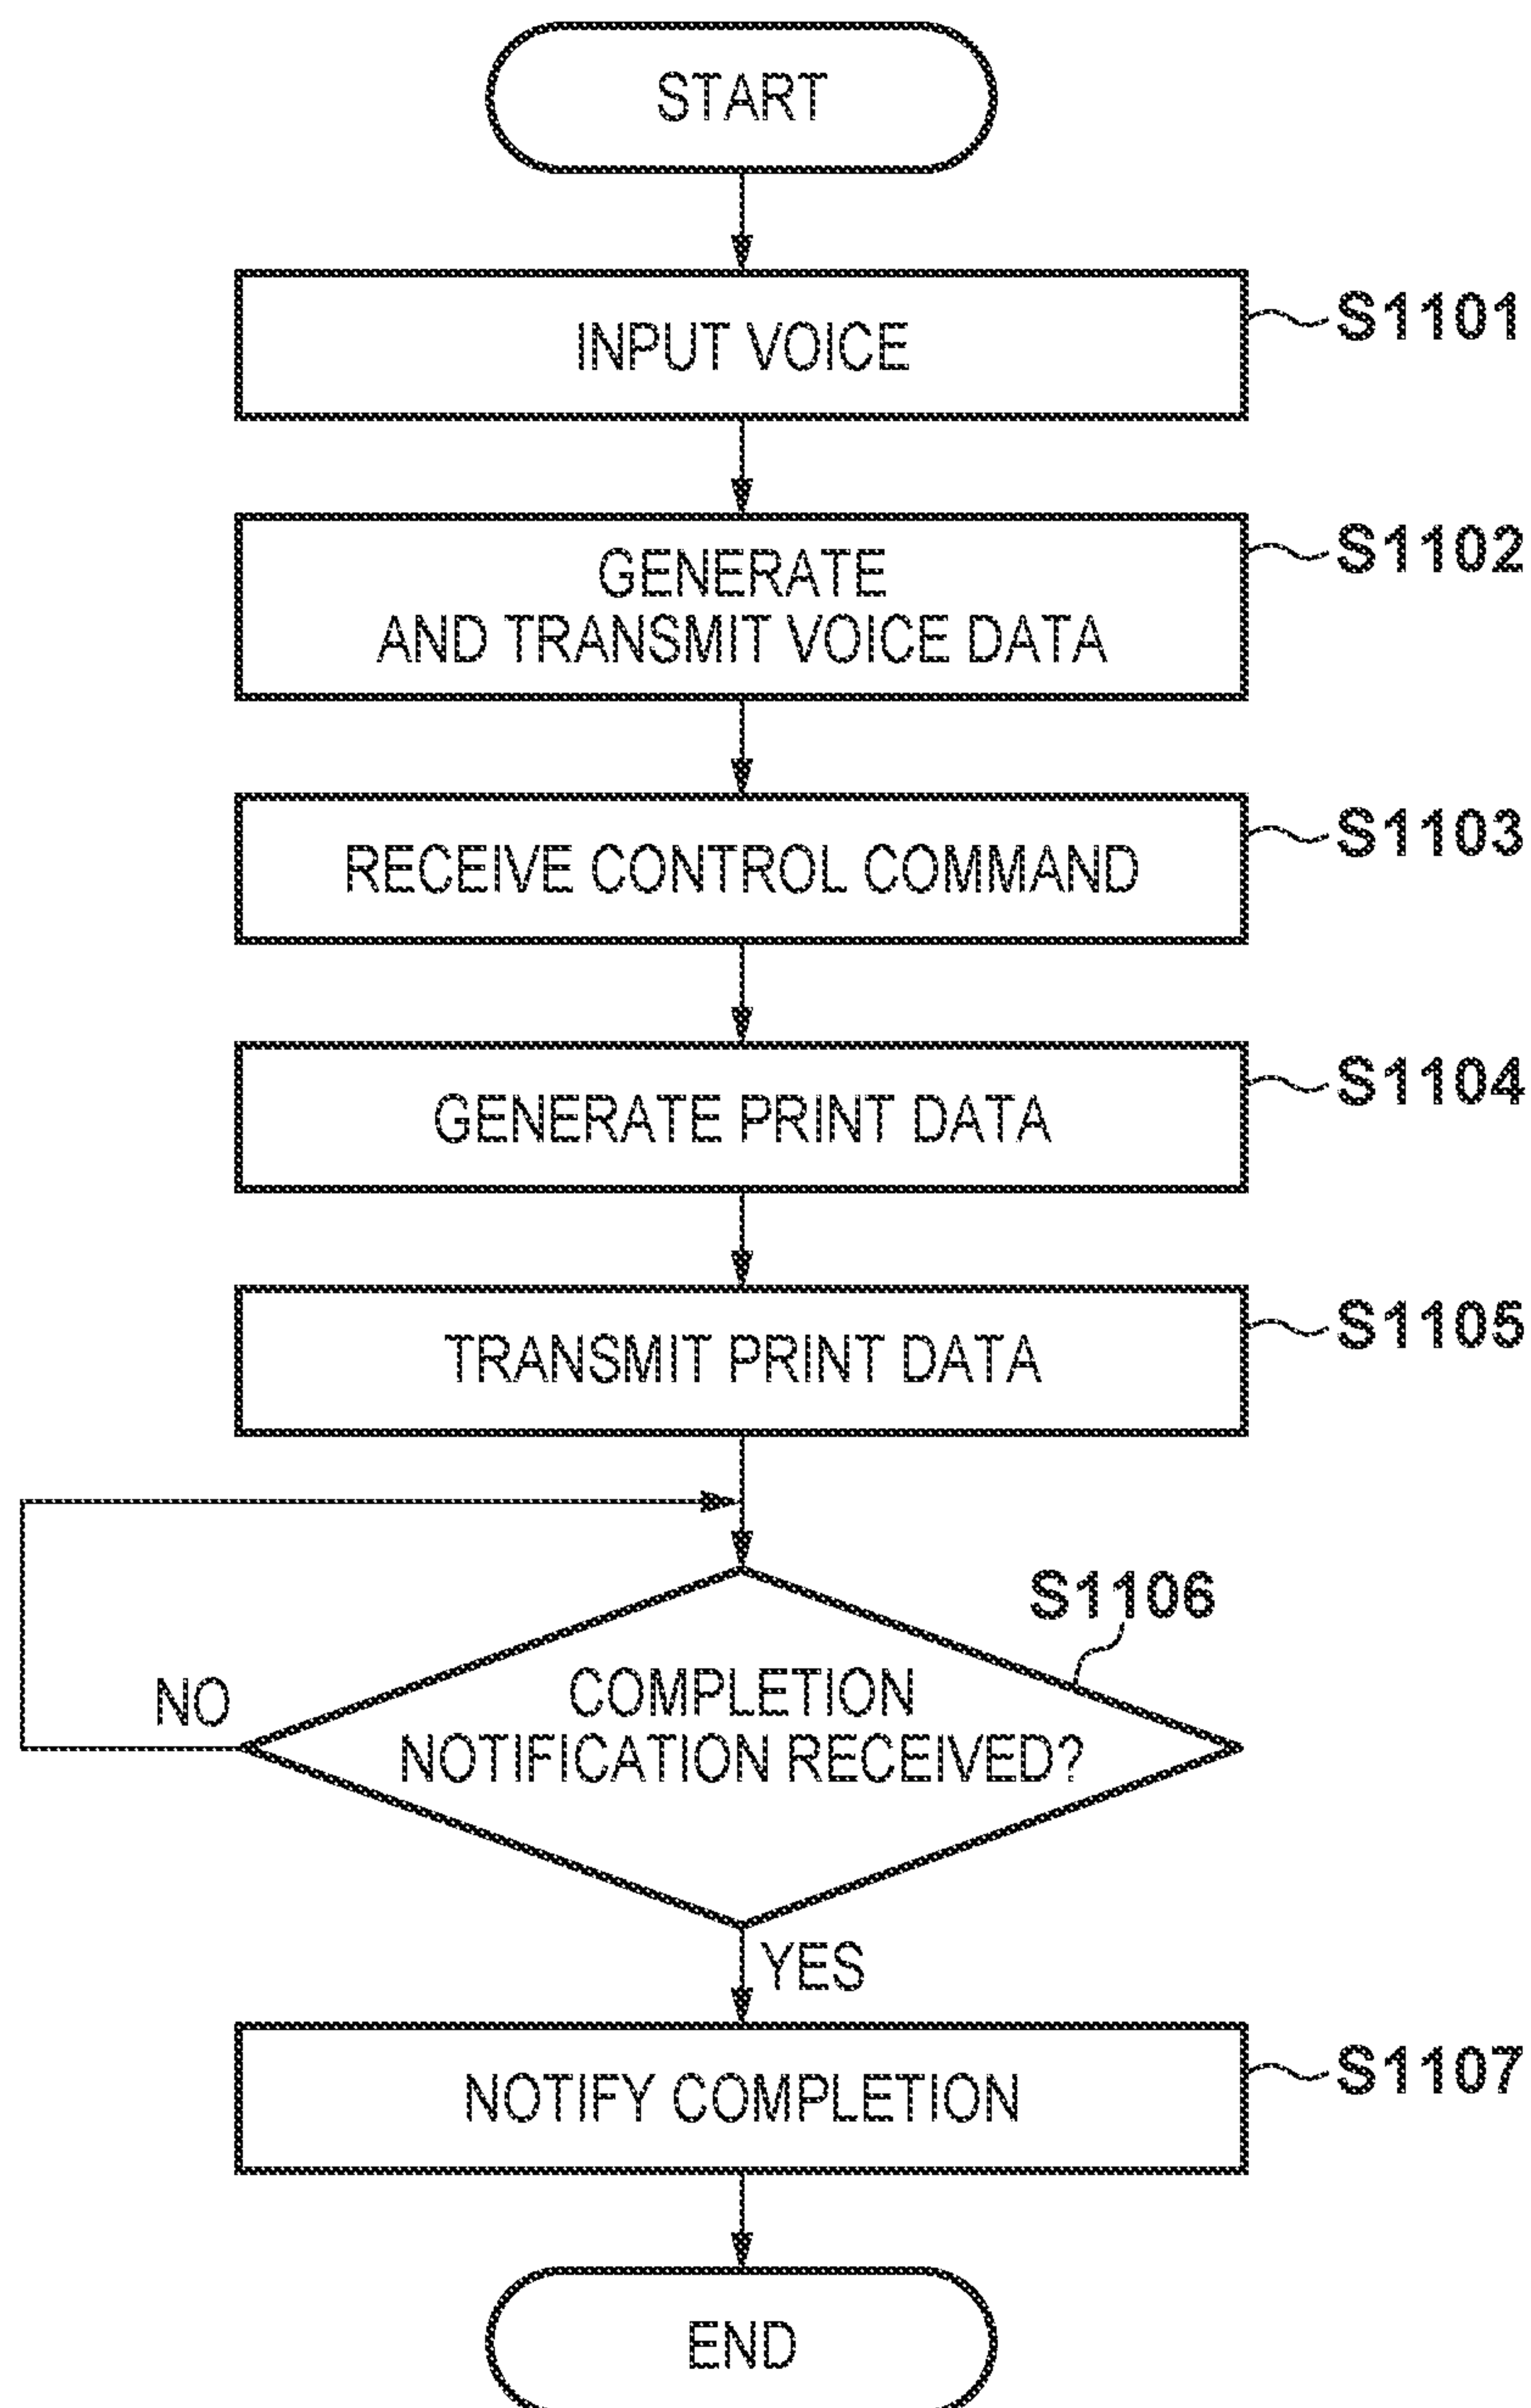 START
INPUT VOICE
S1101
GENERATE
S1102
AND TRANSMIT VOICE DATA
RECEIVE CONTROL COMMAND
S1103
GENERATE PRINT DATA
S1104
TRANSMIT PRINT DATA
S1105
S1106
COMPLETION
NOTIFICATION RECEIVED?
NO
YES
NOTIFY COMPLETION
S1107
END